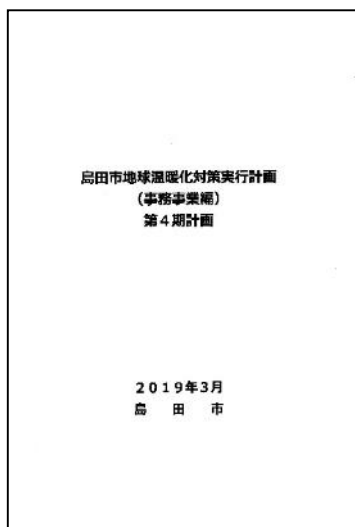 島田市地球温暖化対策実行計画
(事務事業編)
第4期計画
2019年3月
島 田 市